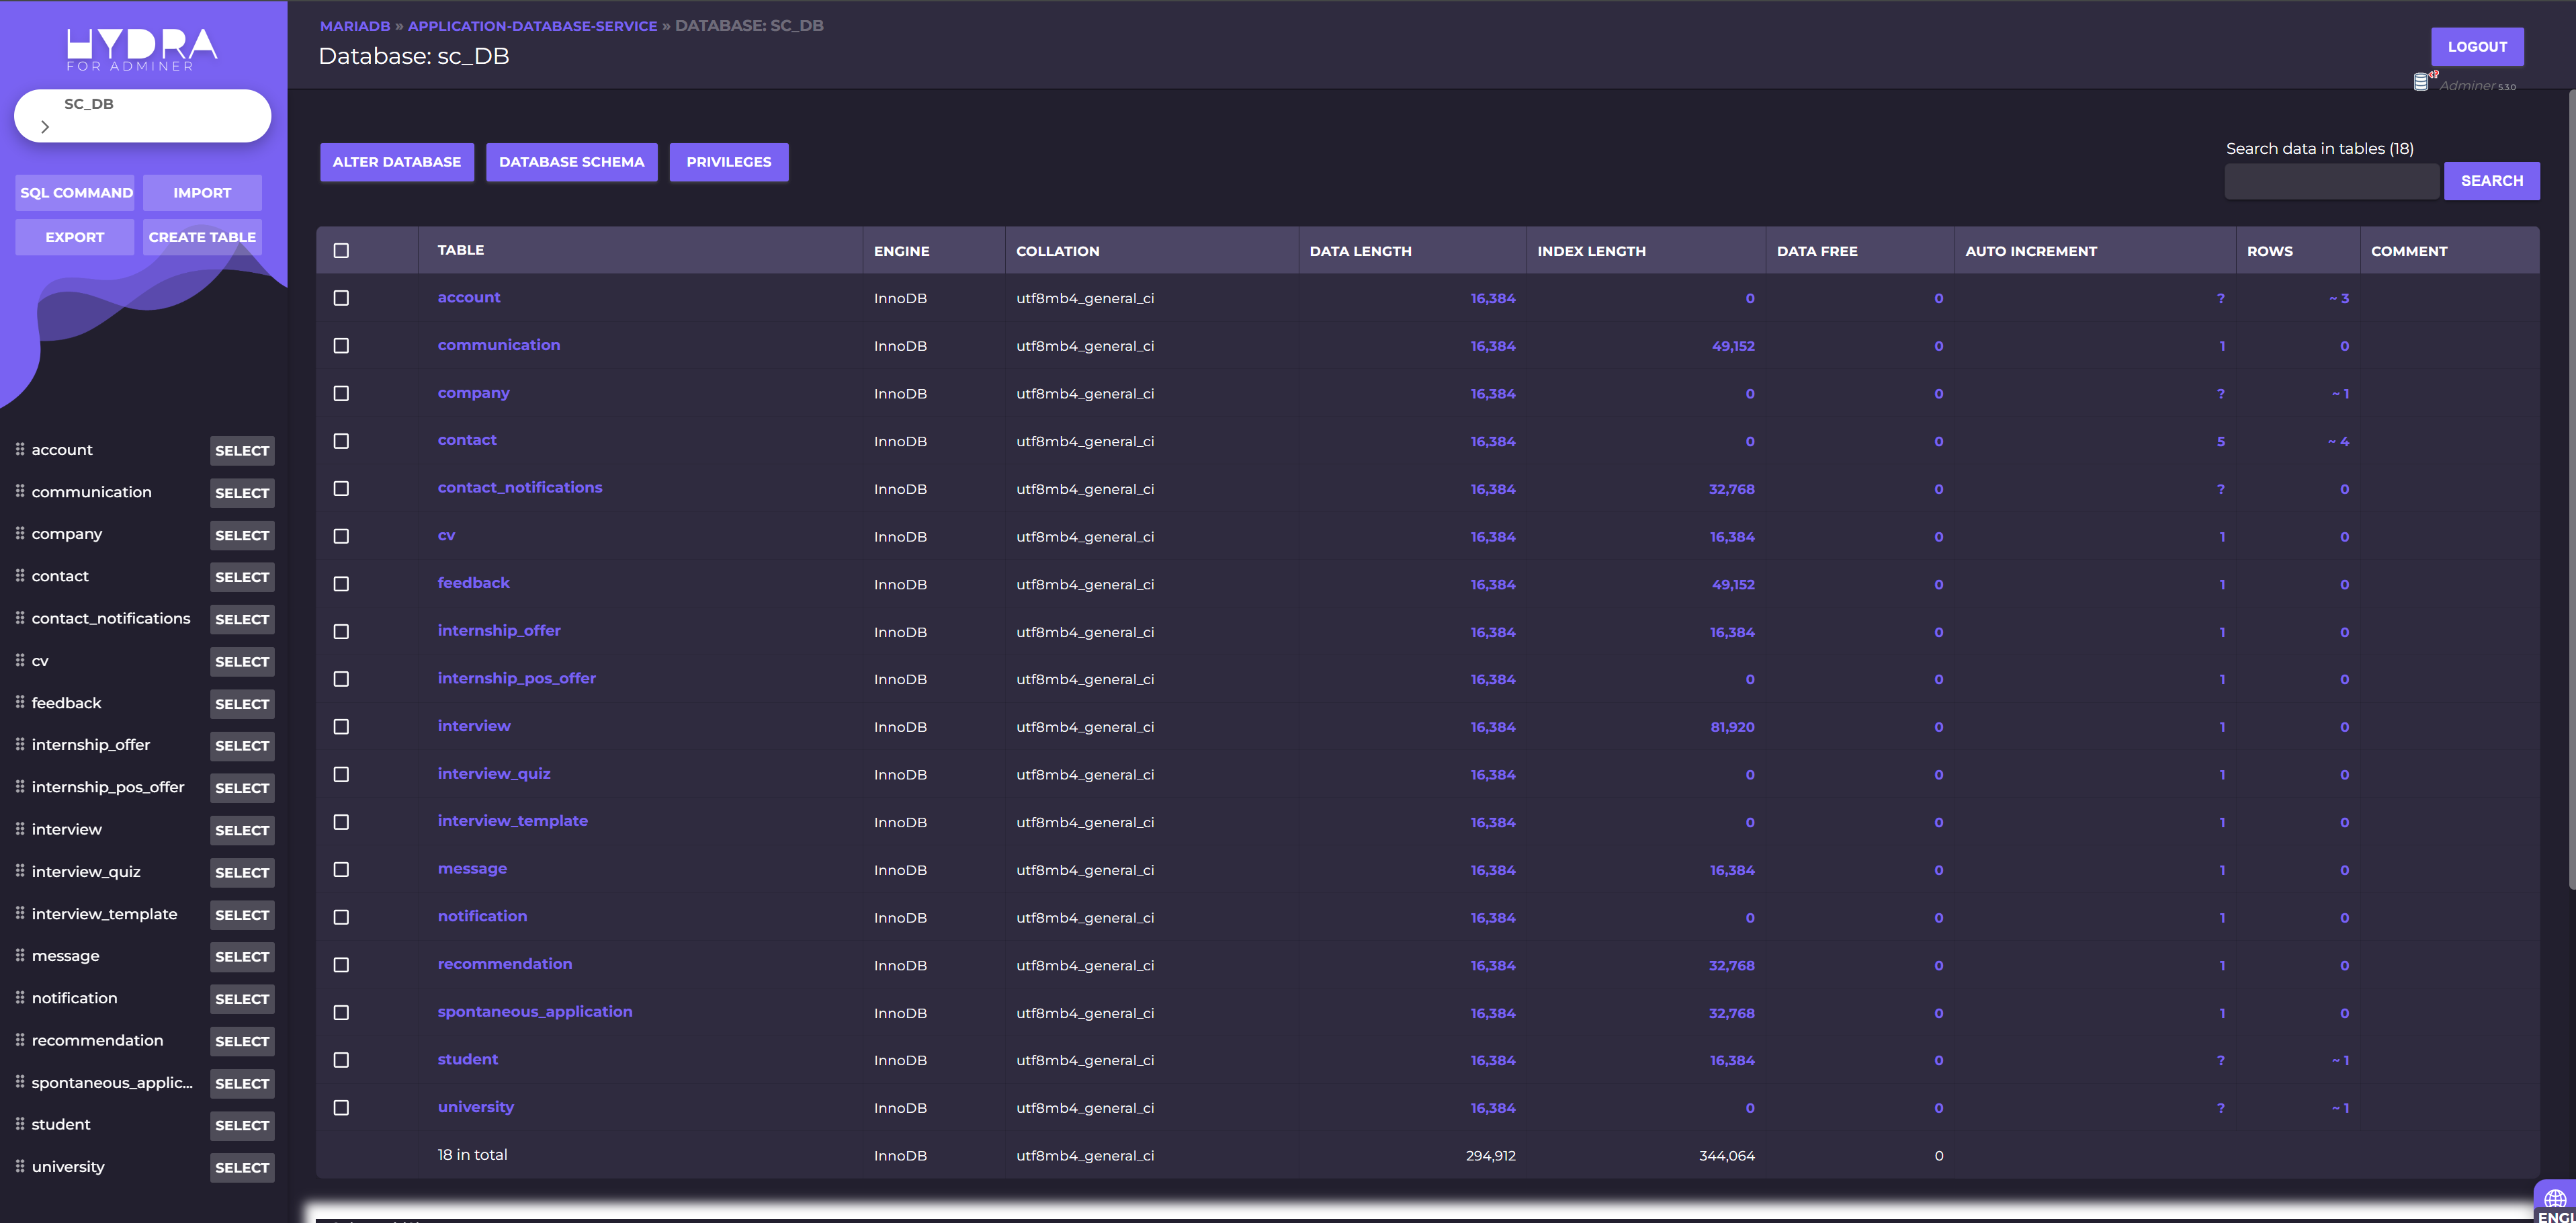 HYDRA
FOR ADMINER
SC_DB
SQL COMMAND IMPORT
EXPORT CREATE TABLE
account SELECT
communication SELECT
company SELECT
contact SELECT
contact_notifications SELECT
cv SELECT
feedback SELECT
internship_offer SELECT
internship_pos_offer SELECT
interview SELECT
interview_quiz SELECT
interview_template SELECT
message SELECT
notification SELECT
recommendation SELECT
spontaneous_applic... SELECT
student SELECT
university SELECT
MARIADB » APPLICATION-DATABASE-SERVICE » DATABASE: SC_DB
Database: sc_DB
LOGOUT
Adminer 5.3.0
ALTER DATABASE DATABASE SCHEMA PRIVILEGES
Search data in tables (18)
SEARCH
TABLE ENGINE COLLATION DATA LENGTH INDEX LENGTH DATA FREE AUTO INCREMENT ROWS COMMENT
account InnoDB utf8mb4_general_ci 16,384 0 0 ? ~ 3
communication InnoDB utf8mb4_general_ci 16,384 49,152 0 1 0
company InnoDB utf8mb4_general_ci 16,384 0 0 ? ~ 1
contact InnoDB utf8mb4_general_ci 16,384 0 0 5 ~ 4
contact_notifications InnoDB utf8mb4_general_ci 16,384 32,768 0 ? 0
cv InnoDB utf8mb4_general_ci 16,384 16,384 0 1 0
feedback InnoDB utf8mb4_general_ci 16,384 49,152 0 1 0
internship_offer InnoDB utf8mb4_general_ci 16,384 16,384 0 1 0
internship_pos_offer InnoDB utf8mb4_general_ci 16,384 0 0 1 0
interview InnoDB utf8mb4_general_ci 16,384 81,920 0 1 0
interview_quiz InnoDB utf8mb4_general_ci 16,384 0 0 1 0
interview_template InnoDB utf8mb4_general_ci 16,384 0 0 1 0
message InnoDB utf8mb4_general_ci 16,384 16,384 0 1 0
notification InnoDB utf8mb4_general_ci 16,384 0 0 1 0
recommendation InnoDB utf8mb4_general_ci 16,384 32,768 0 1 0
spontaneous_application InnoDB utf8mb4_general_ci 16,384 32,768 0 1 0
student InnoDB utf8mb4_general_ci 16,384 16,384 0 ? ~ 1
university InnoDB utf8mb4_general_ci 16,384 0 0 ? ~ 1
18 in total InnoDB utf8mb4_general_ci 294,912 344,064 0